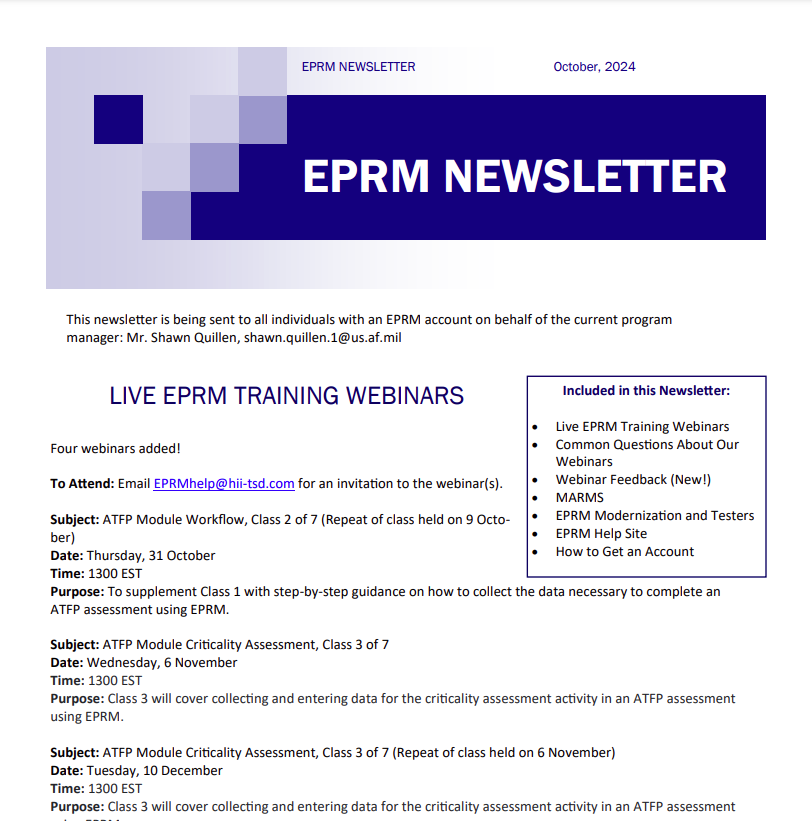 EPRM NEWSLETTER October, 2024
EPRM NEWSLETTER
This newsletter is being sent to all individuals with an EPRM account on behalf of the current program
manager: Mr. Shawn Quillen, shawn.quillen.1@us.af.mil
LIVE EPRM TRAINING WEBINARS
Four webinars added!
To Attend: Email EPRMhelp@hii-tsd.com for an invitation to the webinar(s).
Subject: ATFP Module Workflow, Class 2 of 7 (Repeat of class held on 9 Octo-
ber)
Date: Thursday, 31 October
Time: 1300 EST
Purpose: To supplement Class 1 with step-by-step guidance on how to collect the data necessary to complete an
ATFP assessment using EPRM.
Included in this Newsletter:
• Live EPRM Training Webinars
• Common Questions About Our
Webinars
• Webinar Feedback (New!)
• MARMS
• EPRM Modernization and Testers
• EPRM Help Site
• How to Get an Account
Subject: ATFP Module Criticality Assessment, Class 3 of 7
Date: Wednesday, 6 November
Time: 1300 EST
Purpose: Class 3 will cover collecting and entering data for the criticality assessment activity in an ATFP assessment
using EPRM.
Subject: ATFP Module Criticality Assessment, Class 3 of 7 (Repeat of class held on 6 November)
Date: Tuesday, 10 December
Time: 1300 EST
Purpose: Class 3 will cover collecting and entering data for the criticality assessment activity in an ATFP assessment